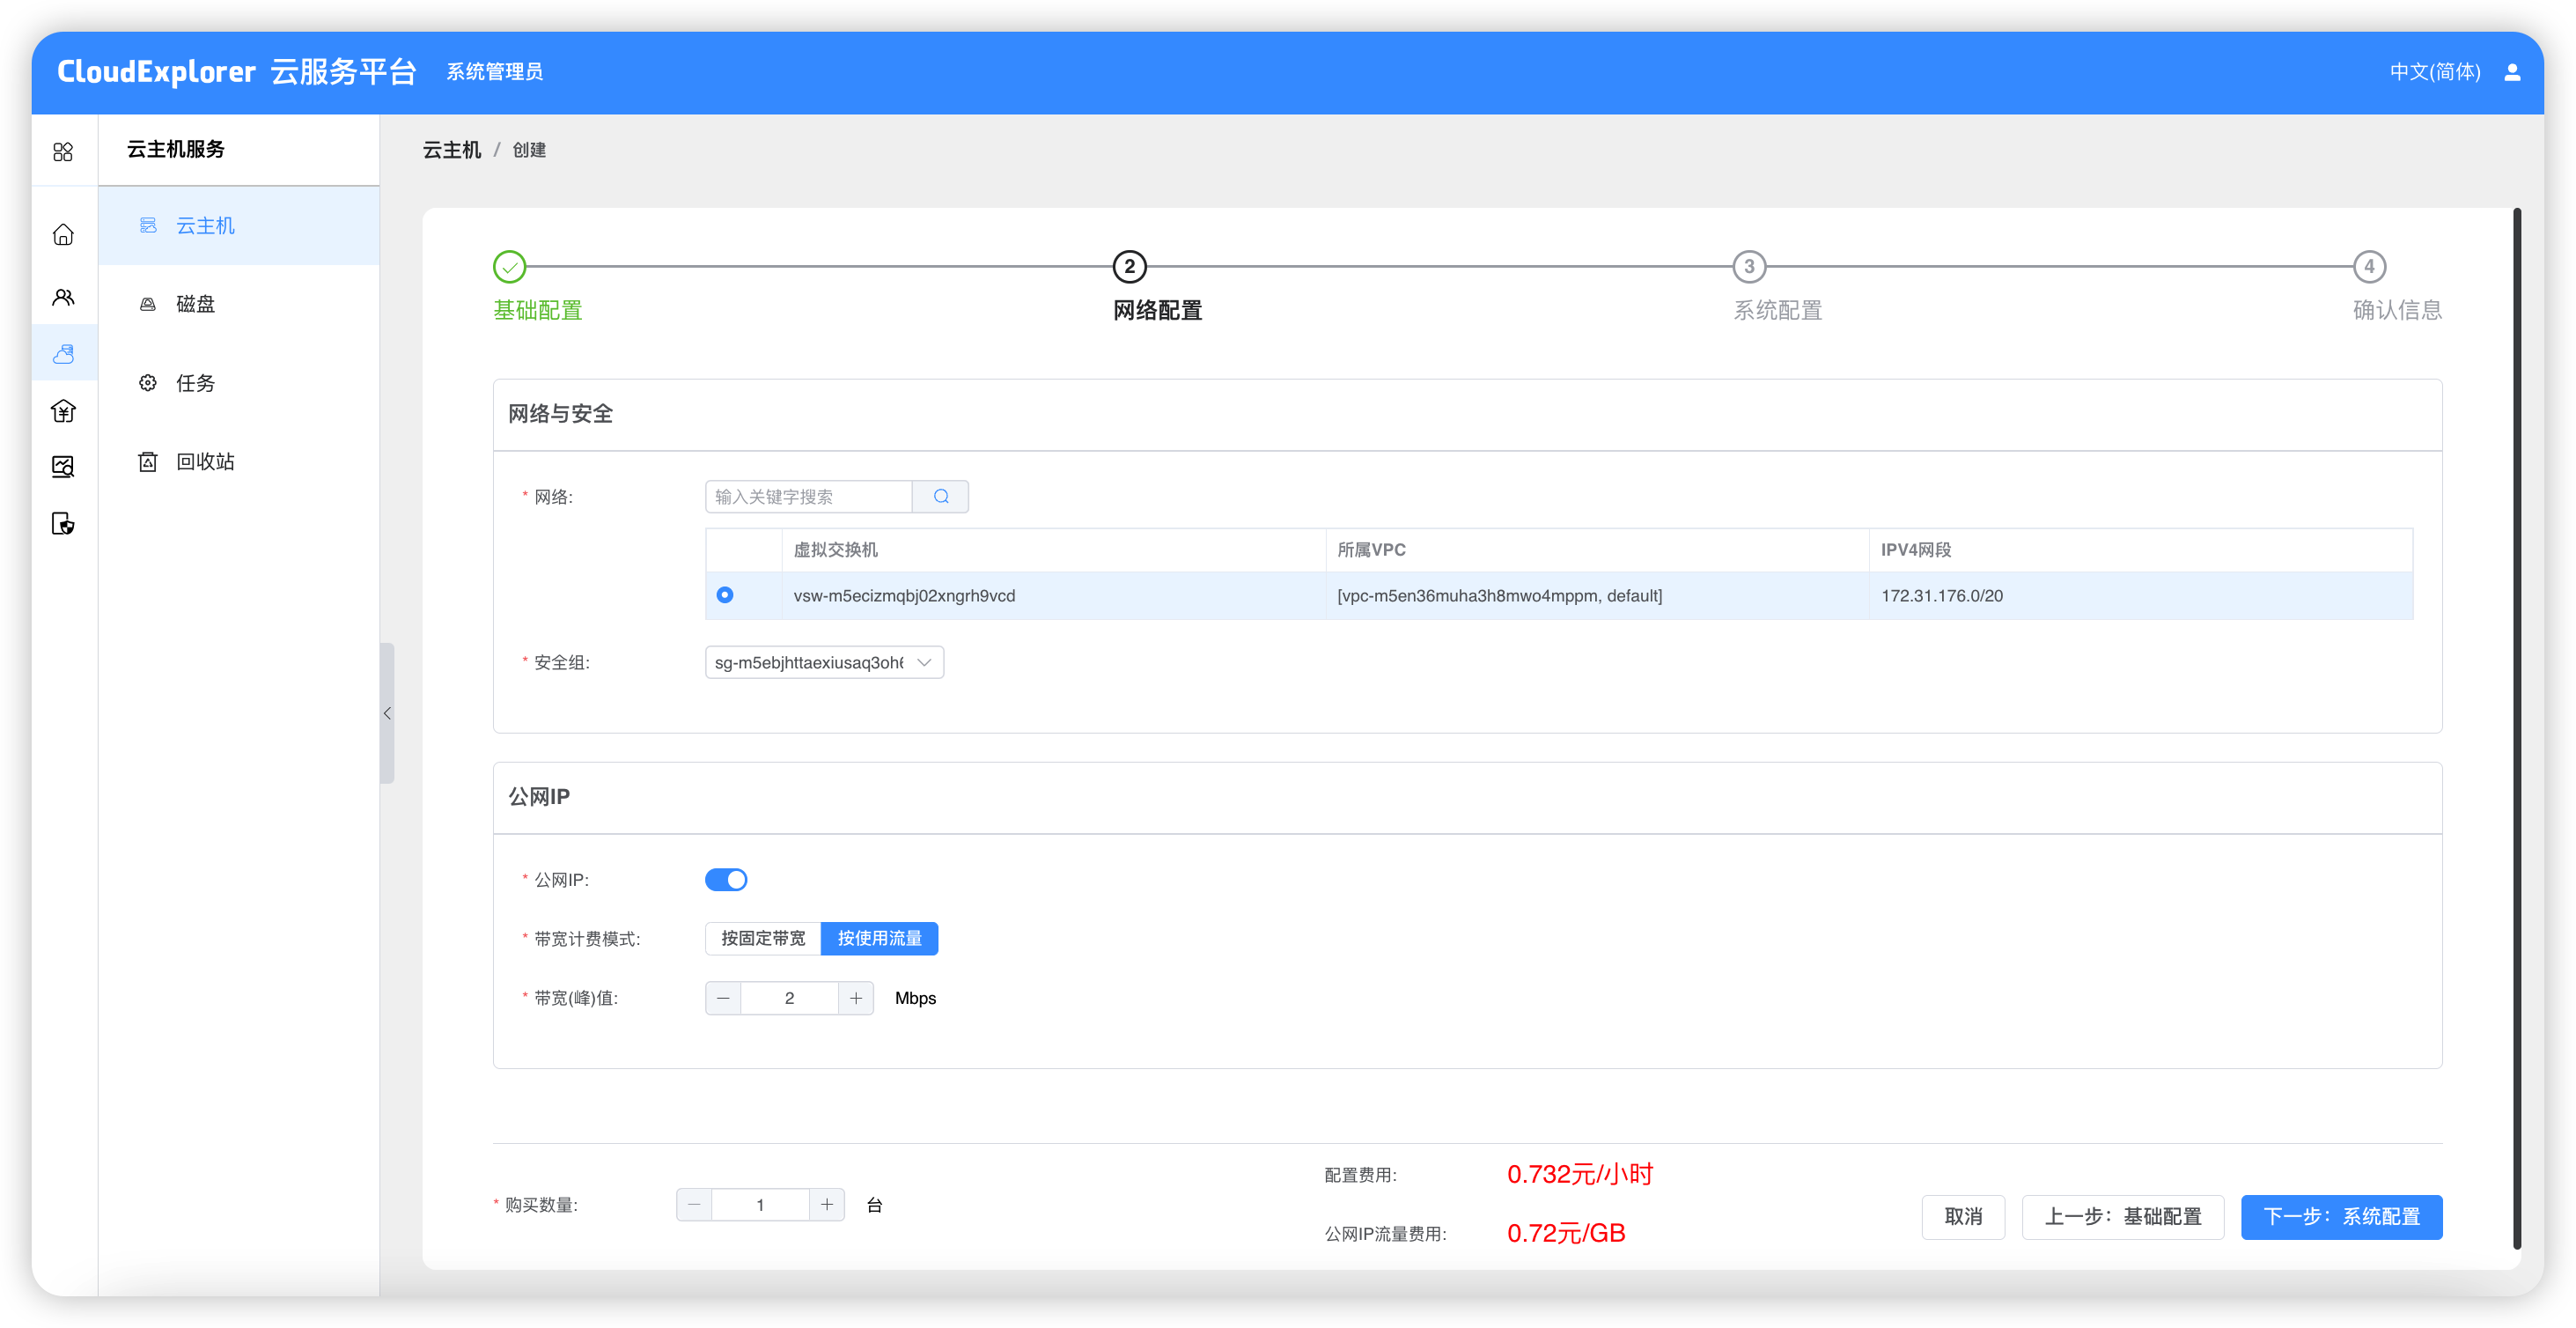 CloudExplorer 云服务平台 系统管理员 中文(简体)
云主机服务
云主机 / 创建
云主机
磁盘
任务
回收站
2 3 4
基础配置 网络配置 系统配置 确认信息
网络与安全
* 网络: 输入关键字搜索
虚拟交换机 所属VPC IPV4网段
vsw-m5ecizmqbj02xngrh9vcd [vpc-m5en36muha3h8mwo4mppm, default] 172.31.176.0/20
* 安全组: sg-m5ebjhttaexiusaq3oh
公网IP
* 公网IP:
* 带宽计费模式: 按固定带宽 按使用流量
* 带宽(峰)值: 2 Mbps
配置费用: 0.732元/小时
* 购买数量: 1 台
取消 上一步：基础配置 下一步：系统配置
公网IP流量费用: 0.72元/GB